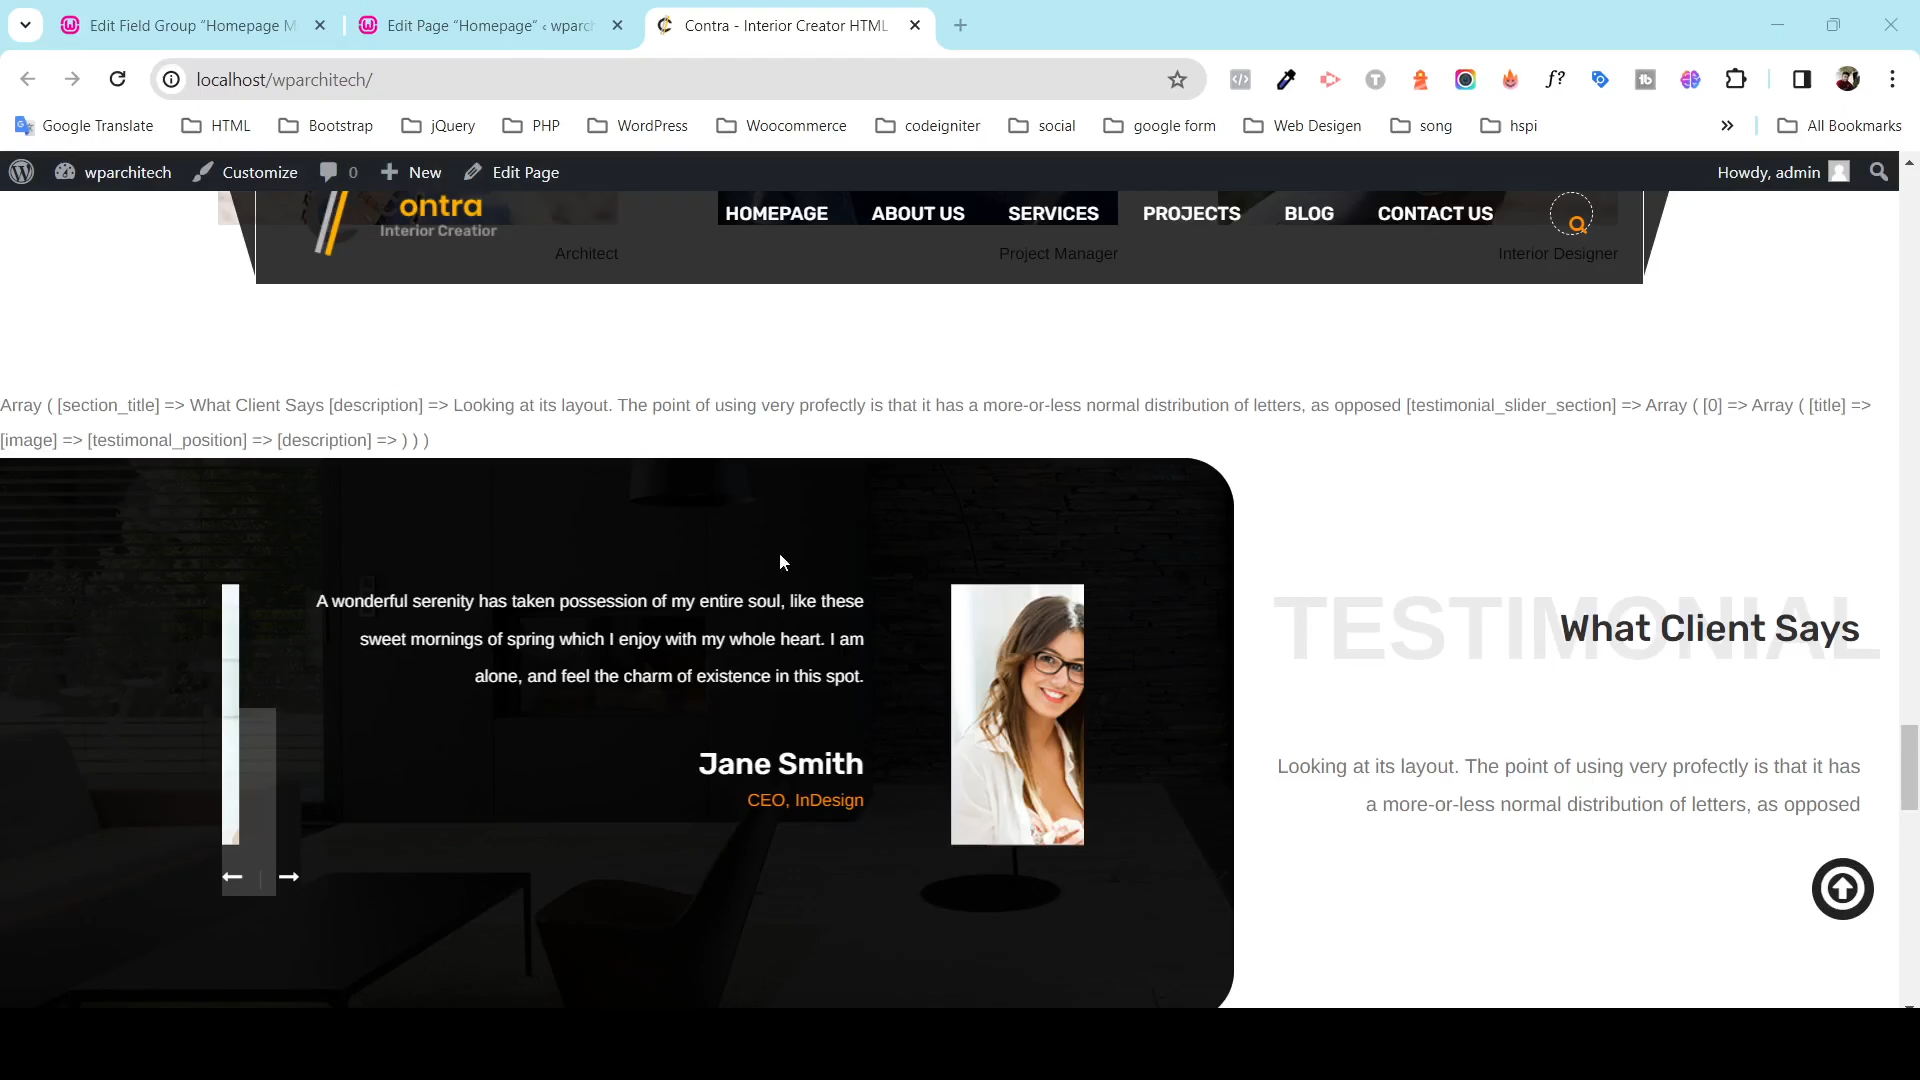 Edit Field Group “Homepage M
Edit Page “Homepage” ‹ wparc
Contra - Interior Creator HTML
localhost/wparchitech/
Google Translate
HTML
Bootstrap
jQuery
PHP
WordPress
Woocommerce
codeigniter
social
google form
Web Desigen
song
hspi
All Bookmarks
wparchitech
Customize
0
New
Edit Page
Howdy, admin
ontra
Interior Creatior
HOMEPAGE
ABOUT US
SERVICES
PROJECTS
BLOG
CONTACT US
Architect
Project Manager
Interior Designer
Array ( [section_title] => What Client Says [description] => Looking at its layout. The point of using very profectly is that it has a more-or-less normal distribution of letters, as opposed [testimonial_slider_section] => Array ( [0] => Array ( [title] =>
[image] => [testimonal_position] => [description] => ) ) )
A wonderful serenity has taken possession of my entire soul, like these
sweet mornings of spring which I enjoy with my whole heart. I am
alone, and feel the charm of existence in this spot.
Jane Smith
CEO, InDesign
TESTIMONIAL
What Client Says
Looking at its layout. The point of using very profectly is that it has
a more-or-less normal distribution of letters, as opposed